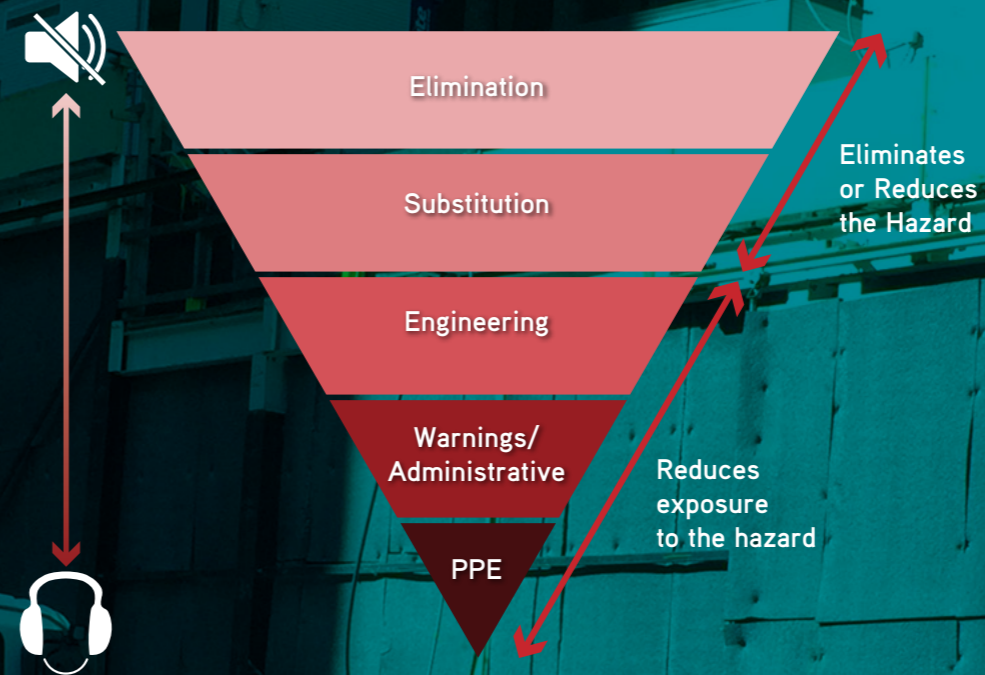 Elimination
Substitution
Engineering
Warnings/
Administrative
PPE
Eliminates
or Reduces
the Hazard
Reduces
exposure
to the hazard